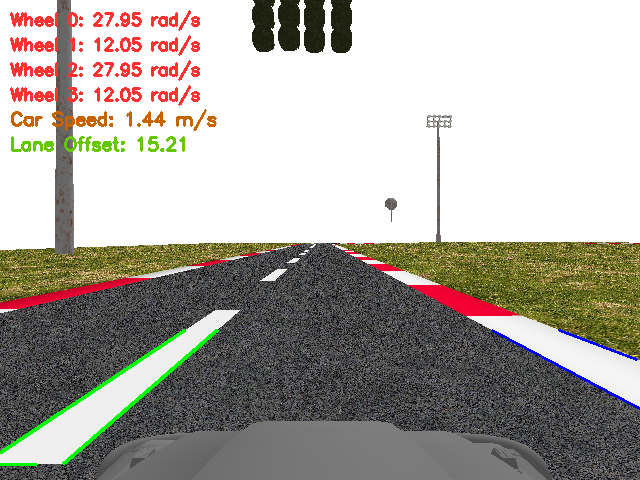 Wheel 0: 27.95 rad/s
Wheel 1: 12.05 rad/s
Wheel 2: 27.95 rad/s
Wheel 3: 12.05 rad/s
Car Speed: 1.44 m/s
Lane Offset: 15.21